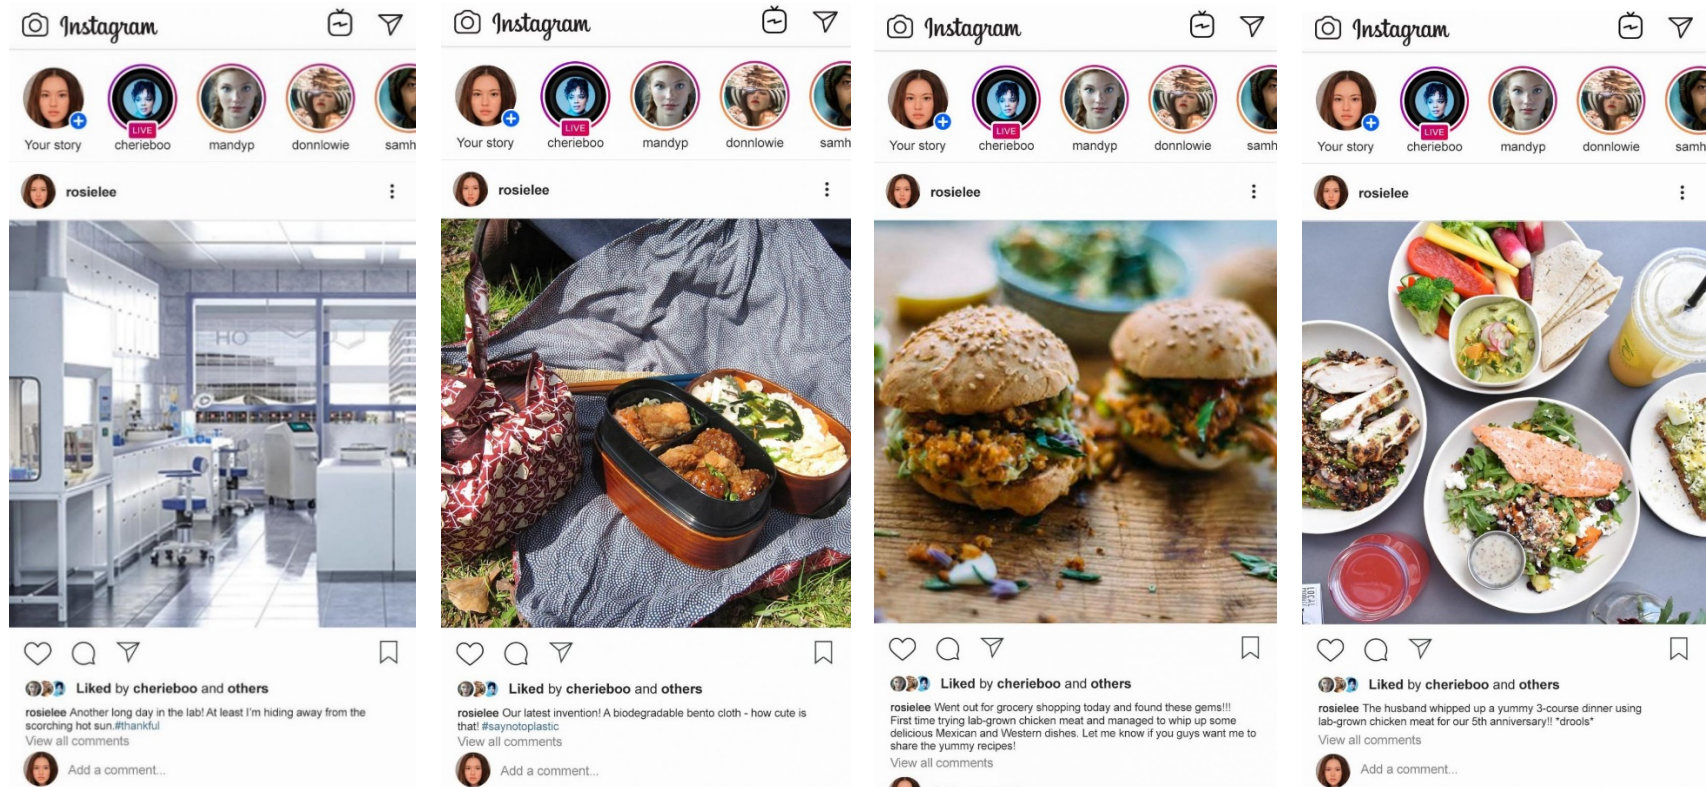 Instagram
Your story
LIVE
cherieboo
mandyp
donnlowie
samh
rosielee
OH
Liked by cherieboo and others
rosielee Another long day in the lab! At least I'm hiding away from the
scorching hot sun.#thankful
View all comments
Add a comment...
Instagram
Your story
LIVE
cherieboo
mandyp
donnlowie
samh
rosielee
Liked by cherieboo and others
rosielee Our latest invention! A biodegradable bento cloth - how cute is
that! #saynotoplastic
View all comments
Add a comment...
Instagram
Your story
LIVE
cherieboo
mandyp
donnlowie
samh
rosielee
Liked by cherieboo and others
rosielee Went out for grocery shopping today and found these gems!!!
First time trying lab-grown chicken meat and managed to whip up some
delicious Mexican and Western dishes. Let me know if you guys want me to
share the yummy recipes!
View all comments
Instagram
Your story
LIVE
cherieboo
mandyp
donnlowie
samh
rosielee
LOCAL
Liked by cherieboo and others
rosielee The husband whipped up a yummy 3-course dinner using
lab-grown chicken meat for our 5th anniversary!! *drools*
View all comments
Add a comment...